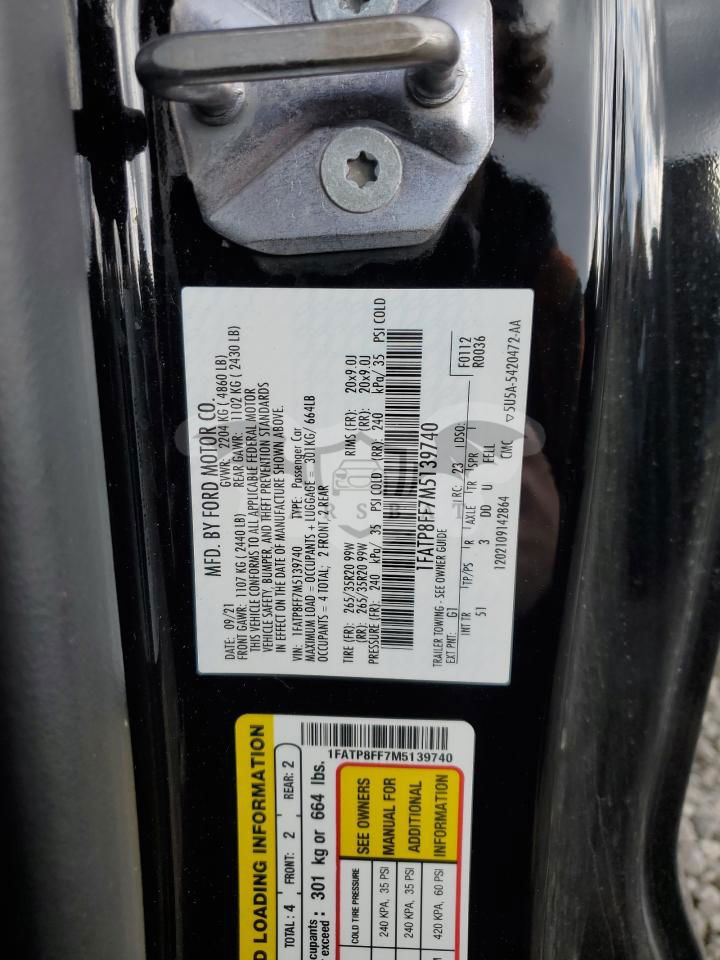 MFD. BY FORD MOTOR CO.
DATE: 09/21 GVWR: 2204 KG ( 4860 LB)
FRONT GAWR: 1107 KG (2440 LB) REAR GAWR: 1102 KG ( 2430 LB)
THIS VEHICLE CONFORMS TO ALL APPLICABLE FEDERAL MOTOR
VEHICLE SAFETY, BUMPER, AND THEFT PREVENTION STANDARDS
IN EFFECT ON THE DATE OF MANUFACTURE SHOWN ABOVE.
VIN: 1FATP8FF7M5139740 TYPE: Passenger Car
MAXIMUM LOAD = OCCUPANTS + LUGGAGE = 301KG/ 664LB
OCCUPANTS = 4 TOTAL; 2 FRONT, 2 REAR
TIRE (FR): 265/35R20 99W RIMS (FR): 20x9.0J
(RR): 265/35R20 99W (RR): 20x9.0J
PRESSURE (FR): 240 kPa/ 35 PSI COLD (RR): 240 kPa/ 35 PSI COLD
1FATP8FF7M5139740
TRAILER TOWING - SEE OWNER GUIDE
EXT PNT: G1 RC: 23 DSO: F0112
INT TR TP/PS R AXLE TR SPR R0036
51 3 DD U FELL
1202109142864 CMC ▽5U5A-5420472-AA
D LOADING INFORMATION
TOTAL: 4 FRONT: 2 REAR: 2
cupants
r exceed : 301 kg or 664 lbs.
1FATP8FF7M5139740
COLD TIRE PRESSURE SEE OWNERS
240 KPA, 35 PSI MANUAL FOR
240 KPA, 35 PSI ADDITIONAL
420 KPA, 60 PSI INFORMATION